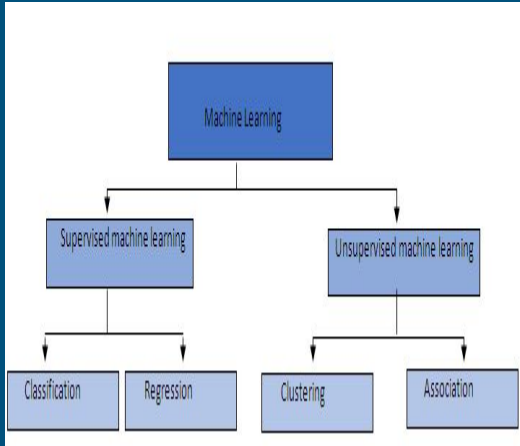 Machine Learning
Supervised machine learning
Unsupervised machine learning
Classification
Regression
Clustering
Association